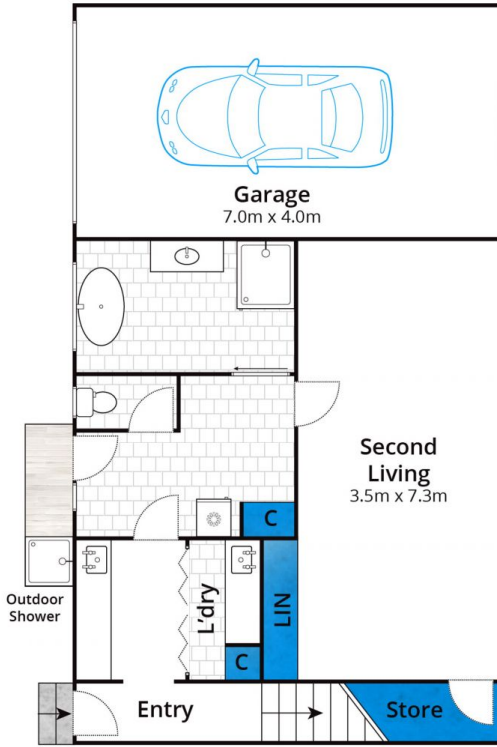 Garage
7.0m x 4.0m
Second
Living
3.5m x 7.3m
C
Outdoor
Shower
L'dry
LIN
C
Entry
Store